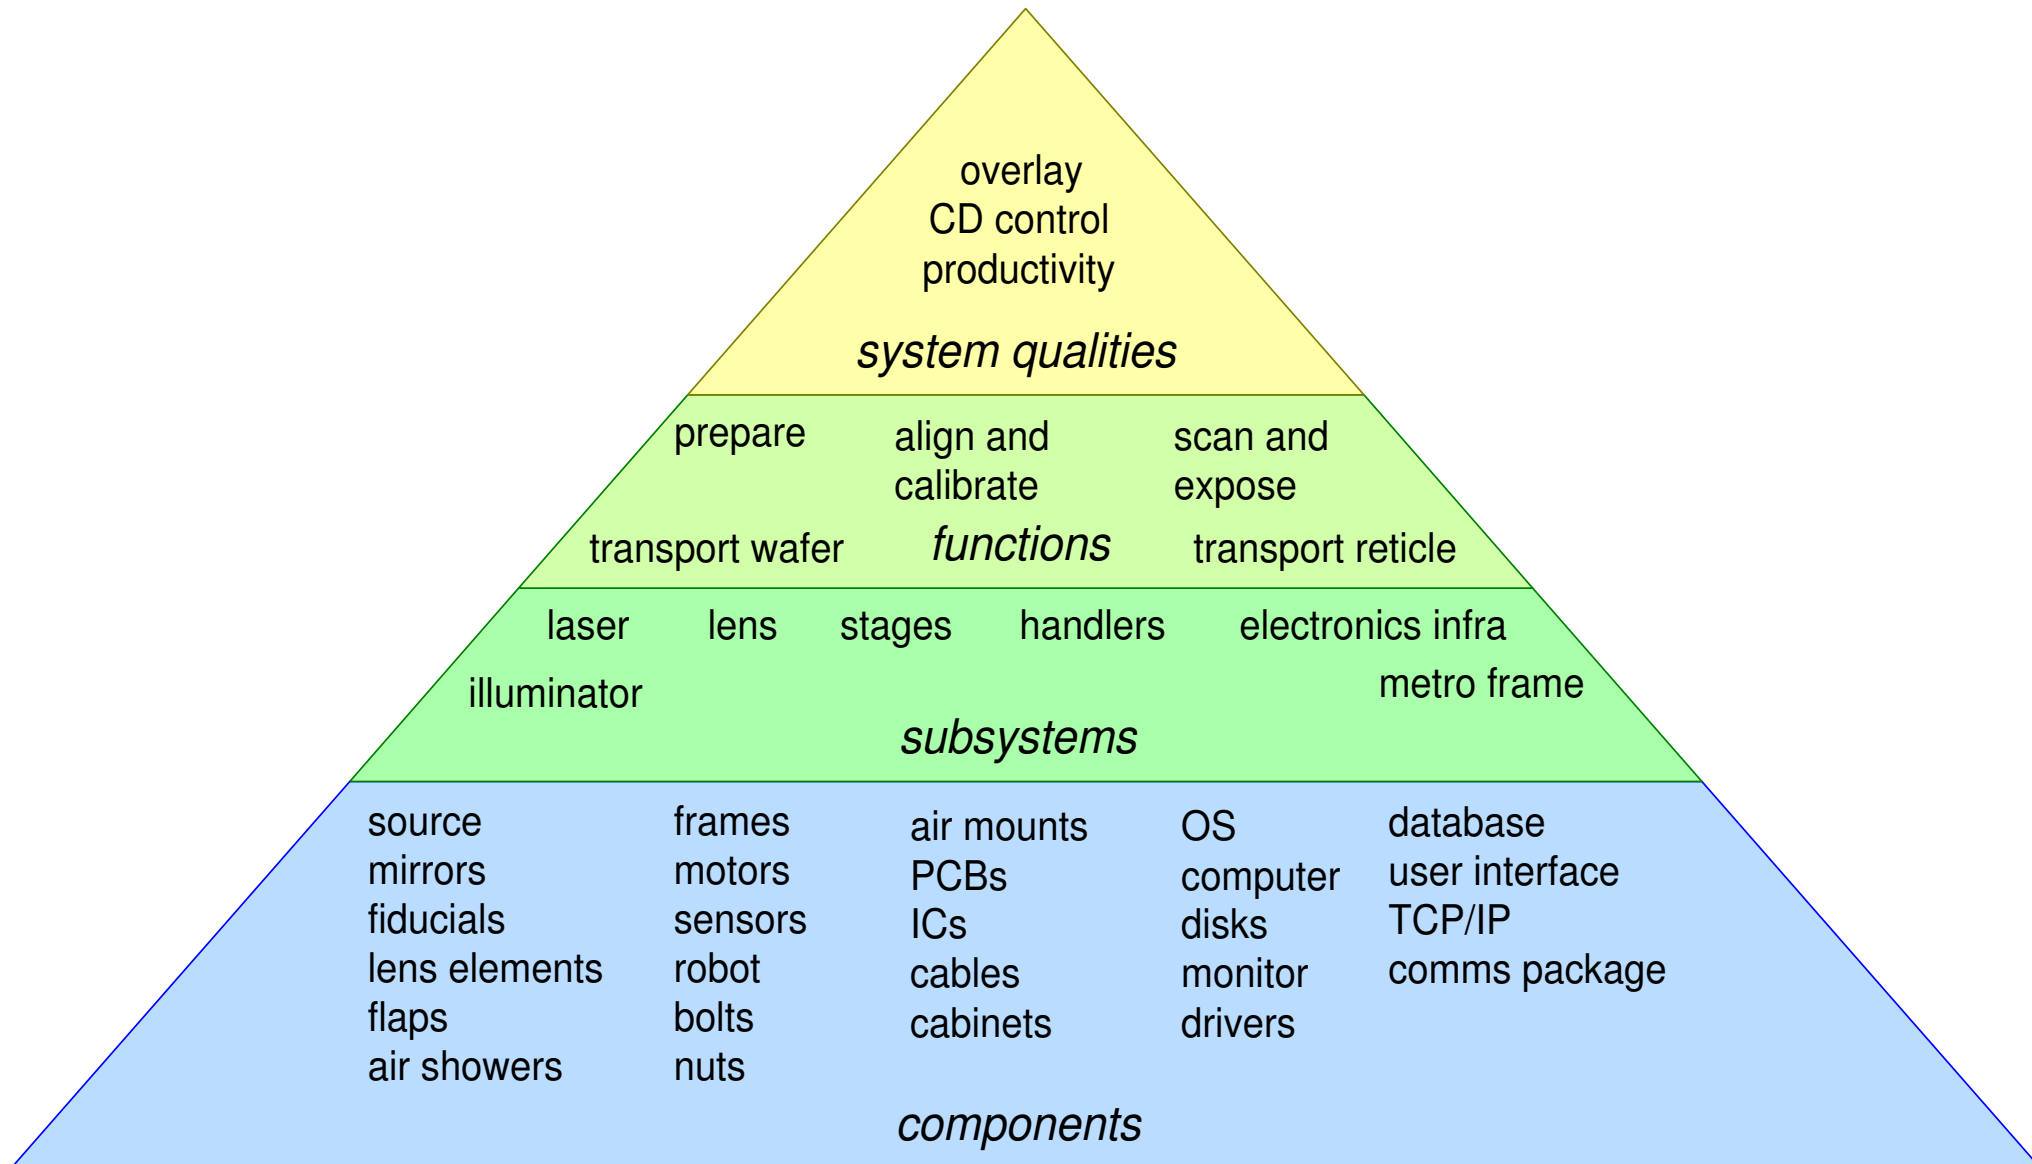 overlay
CD control
productivity
system qualities
prepare
align and
calibrate
scan and
expose
transport wafer
functions
transport reticle
laser
lens
stages
handlers
electronics infra
illuminator
metro frame
subsystems
source
mirrors
fiducials
lens elements
flaps
air showers
frames
motors
sensors
robot
bolts
nuts
air mounts
PCBs
ICs
cables
cabinets
OS
computer
disks
monitor
drivers
database
user interface
TCP/IP
comms package
components